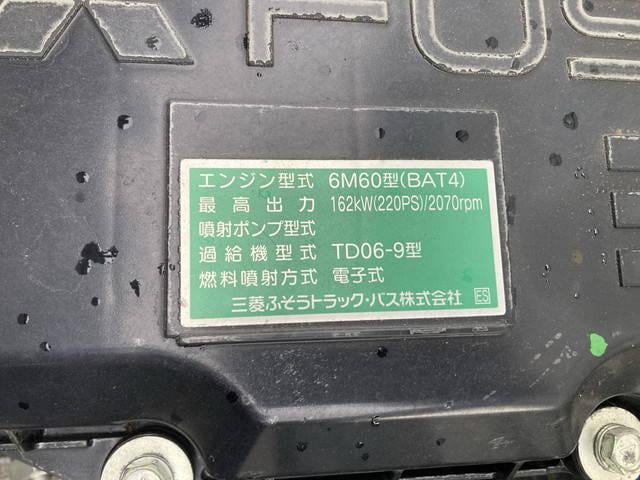 FUS
エンジン型式 6M60型(BAT4)
最高出力 162kW(220PS)/2070rpm
噴射ポンプ型式
過給機型式 TD06-9型
燃料噴射方式 電子式
三菱ふそうトラック・バス株式会社 ES